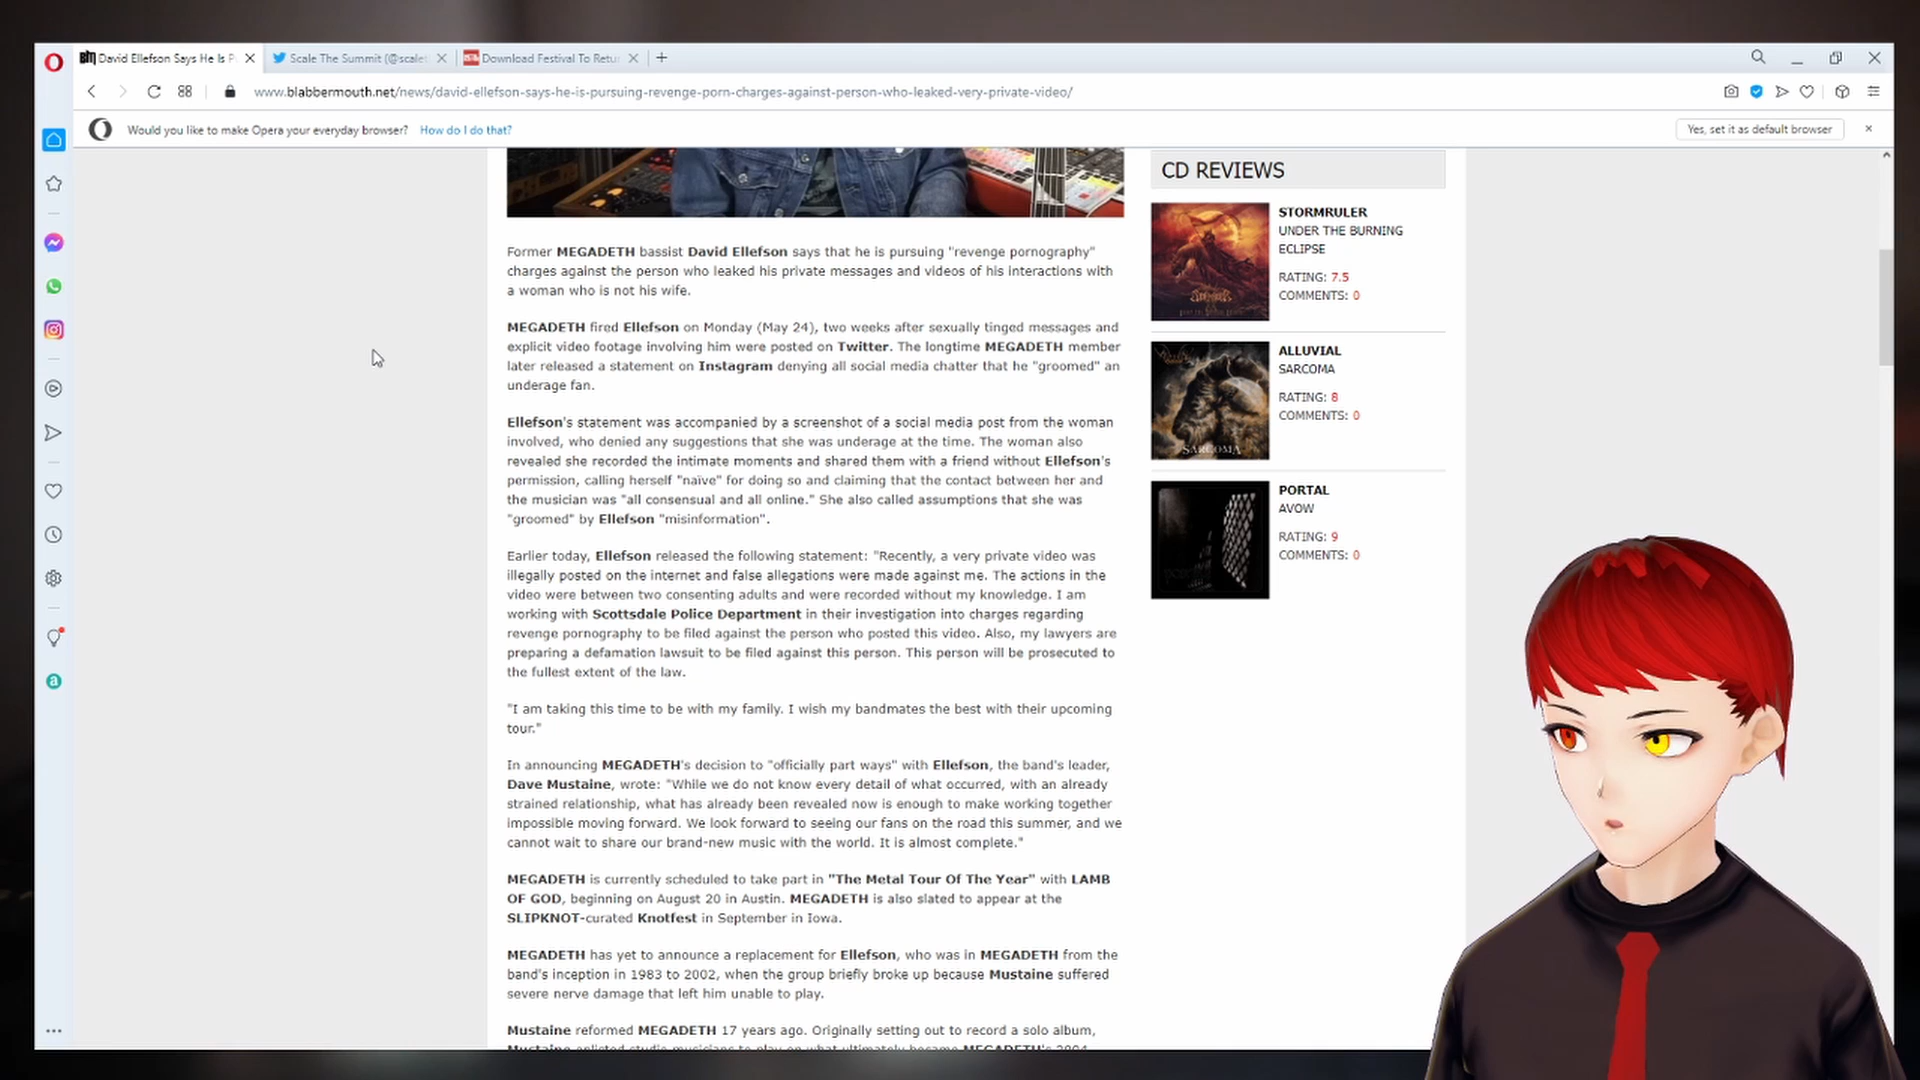 David Ellefson Says He Is P
Scale The Summit (@scale
Download Festival To Retu
www.blabbermouth.net/news/david-ellefson-says-he-is-pursuing-revenge-porn-charges-against-person-who-leaked-very-private-video/
Would you like to make Opera your everyday browser? How do I do that?
Yes, set it as default browser
Former MEGADETH bassist David Ellefson says that he is pursuing "revenge pornography"
charges against the person who leaked his private messages and videos of his interactions with
a woman who is not his wife.
MEGADETH fired Ellefson on Monday (May 24), two weeks after sexually tinged messages and
explicit video footage involving him were posted on Twitter. The longtime MEGADETH member
later released a statement on Instagram denying all social media chatter that he "groomed" an
underage fan.
Ellefson's statement was accompanied by a screenshot of a social media post from the woman
involved, who denied any suggestions that she was underage at the time. The woman also
revealed she recorded the intimate moments and shared them with a friend without Ellefson's
permission, calling herself "naïve" for doing so and claiming that the contact between her and
the musician was "all consensual and all online." She also called assumptions that she was
"groomed" by Ellefson "misinformation".
Earlier today, Ellefson released the following statement: "Recently, a very private video was
illegally posted on the internet and false allegations were made against me. The actions in the
video were between two consenting adults and were recorded without my knowledge. I am
working with Scottsdale Police Department in their investigation into charges regarding
revenge pornography to be filed against the person who posted this video. Also, my lawyers are
preparing a defamation lawsuit to be filed against this person. This person will be prosecuted to
the fullest extent of the law.
"I am taking this time to be with my family. I wish my bandmates the best with their upcoming
tour."
In announcing MEGADETH's decision to "officially part ways" with Ellefson, the band's leader,
Dave Mustaine, wrote: "While we do not know every detail of what occurred, with an already
strained relationship, what has already been revealed now is enough to make working together
impossible moving forward. We look forward to seeing our fans on the road this summer, and we
cannot wait to share our brand-new music with the world. It is almost complete."
MEGADETH is currently scheduled to take part in "The Metal Tour Of The Year" with LAMB
OF GOD, beginning on August 20 in Austin. MEGADETH is also slated to appear at the
SLIPKNOT-curated Knotfest in September in Iowa.
MEGADETH has yet to announce a replacement for Ellefson, who was in MEGADETH from the
band's inception in 1983 to 2002, when the group briefly broke up because Mustaine suffered
severe nerve damage that left him unable to play.
Mustaine reformed MEGADETH 17 years ago. Originally setting out to record a solo album,
Mustaine enlisted studio musicians to play on what ultimately became MEGADETH's 2004
CD REVIEWS
STORMRULER
UNDER THE BURNING
ECLIPSE
RATING: 7.5
COMMENTS: 0
ALLUVIAL
SARCOMA
RATING: 8
COMMENTS: 0
SARCOMA
PORTAL
AVOW
RATING: 9
COMMENTS: 0